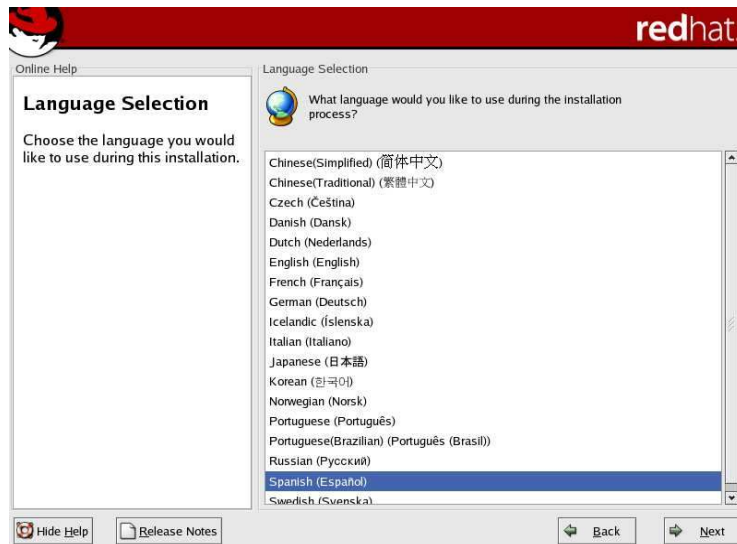 redhat.
Online Help
Language Selection
Choose the language you would
like to use during this installation.
Language Selection
What language would you like to use during the installation
process?
Chinese(Simplified) (简体中文)
Chinese(Traditional) (繁體中文)
Czech (Čeština)
Danish (Dansk)
Dutch (Nederlands)
English (English)
French (Français)
German (Deutsch)
Icelandic (Íslenska)
Italian (Italiano)
Japanese (日本語)
Korean (한국어)
Norwegian (Norsk)
Portuguese (Português)
Portuguese(Brazilian) (Português (Brasil))
Russian (Русский)
Spanish (Español)
Swedish (Svenska)
Hide Help
Release Notes
Back
Next